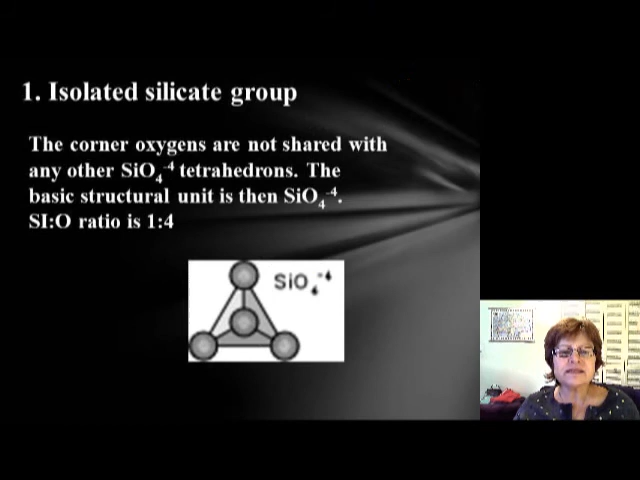 1. Isolated silicate group
The corner oxygens are not shared with
any other SiO₄⁻⁴ tetrahedrons. The
basic structural unit is then SiO₄⁻⁴.
SI:O ratio is 1:4
SiO₄⁻⁴